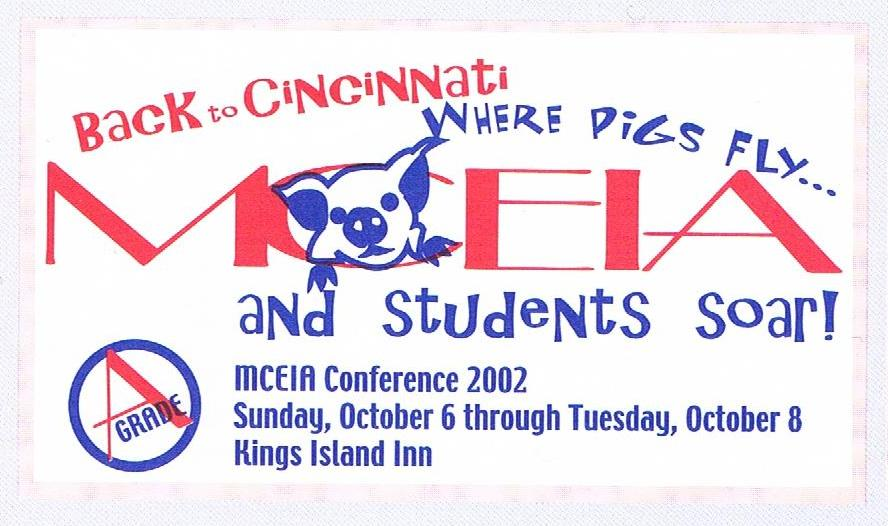 Back to Cincinnati
Where Pigs Fly...
MCEIA
and Students Soar!
A
GRADE
MCEIA Conference 2002
Sunday, October 6 through Tuesday, October 8
Kings Island Inn